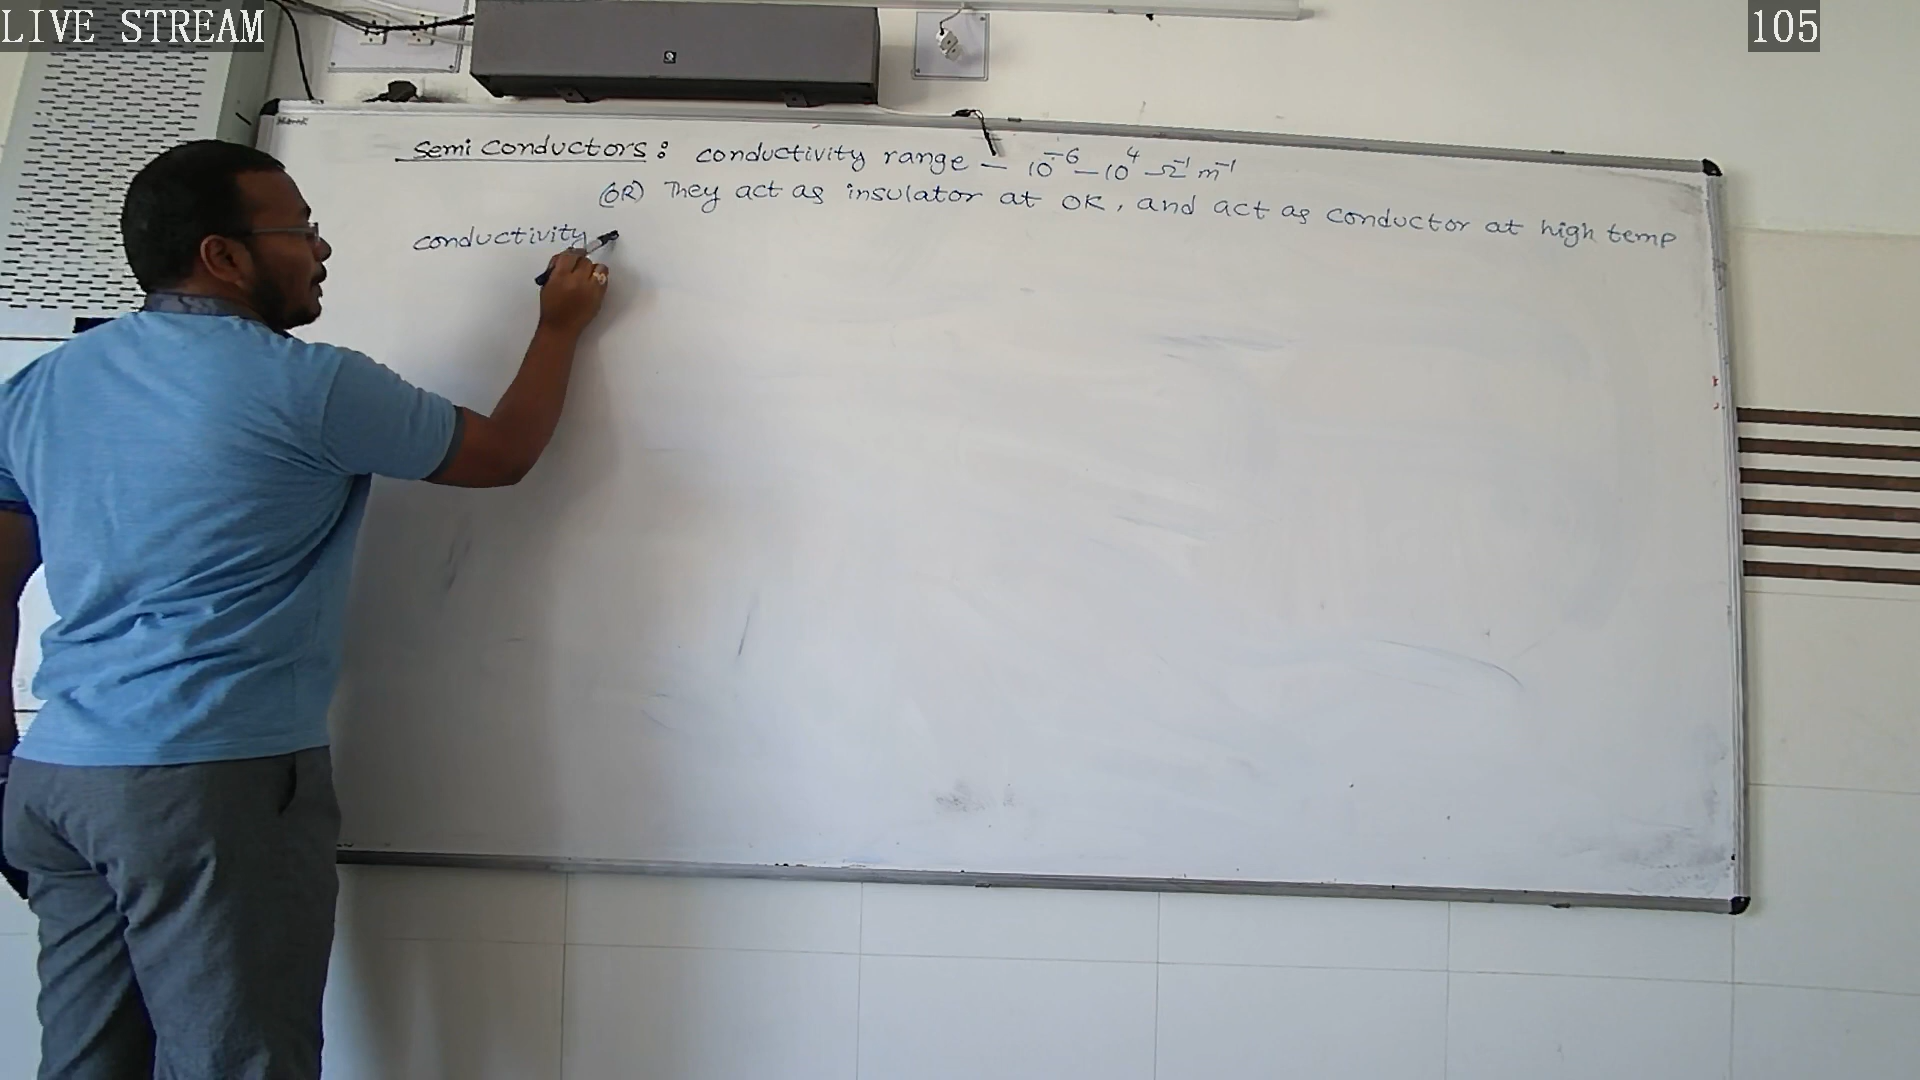 LIVE STREAM
105
Semi Conductors: conductivity range - 10⁻⁶ - 10⁴ Ω⁻¹ m⁻¹
(OR) They act as insulator at 0K, and act as conductor at high temp
conductivity